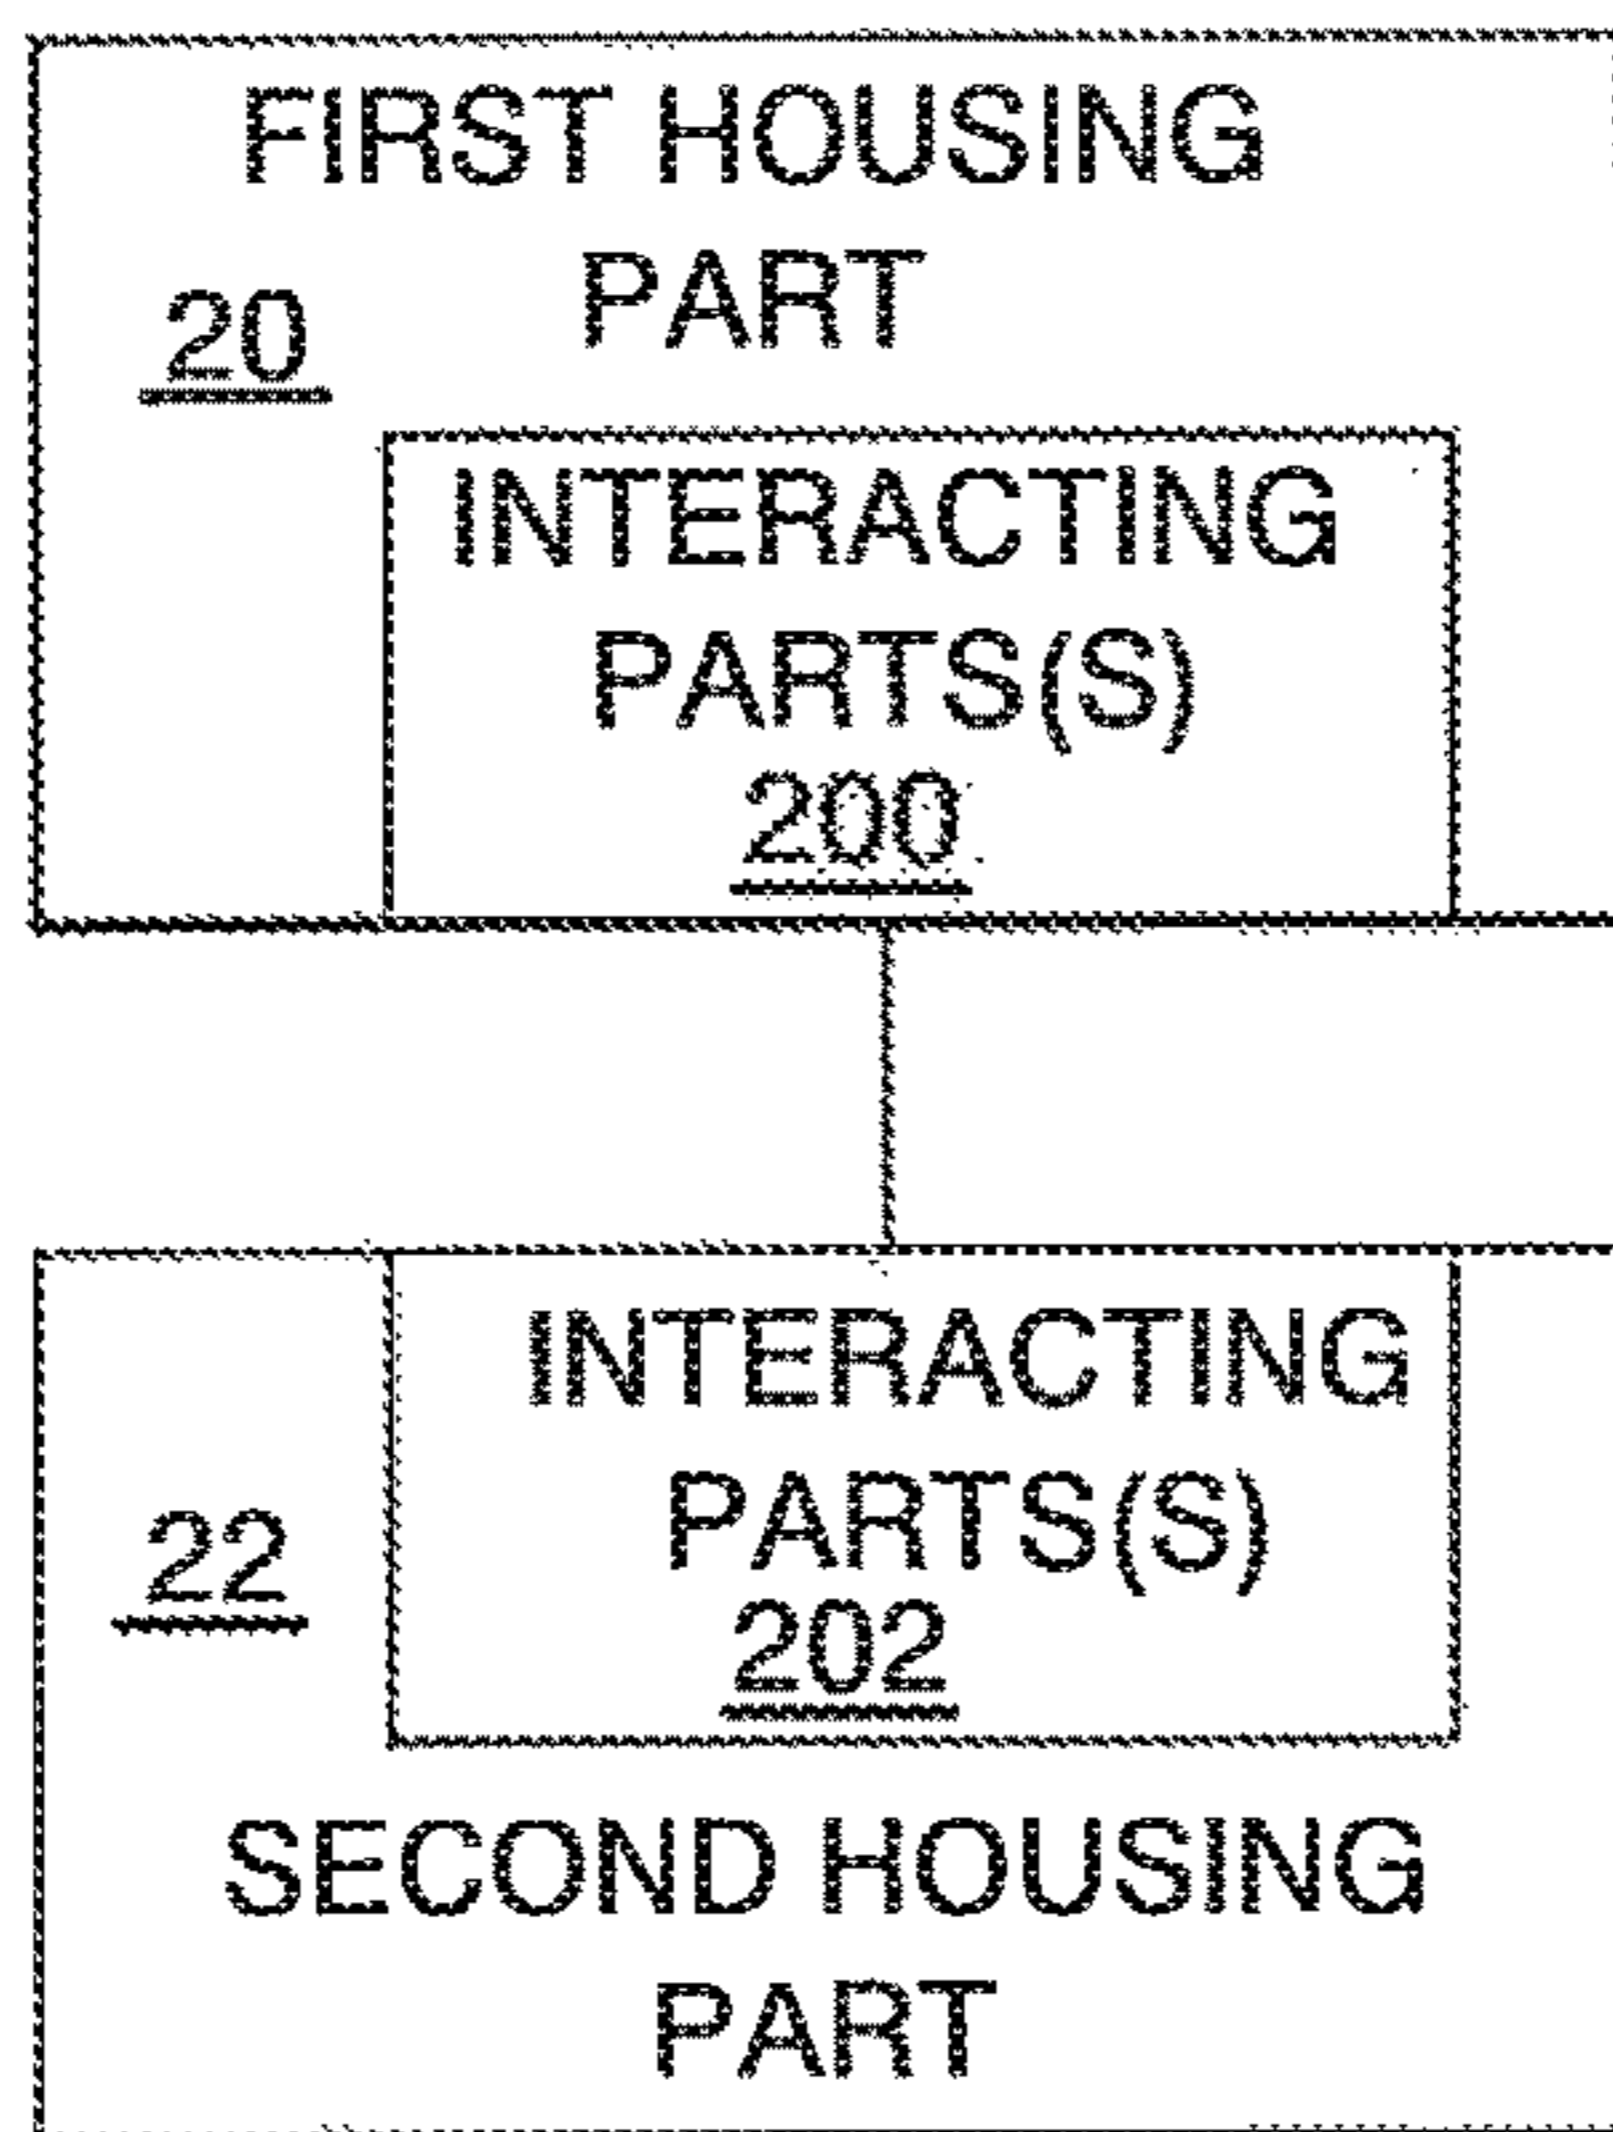 FIRST HOUSING
PART
20
INTERACTING
PARTS(S)
200
INTERACTING
PARTS(S)
22
202
SECOND HOUSING
PART